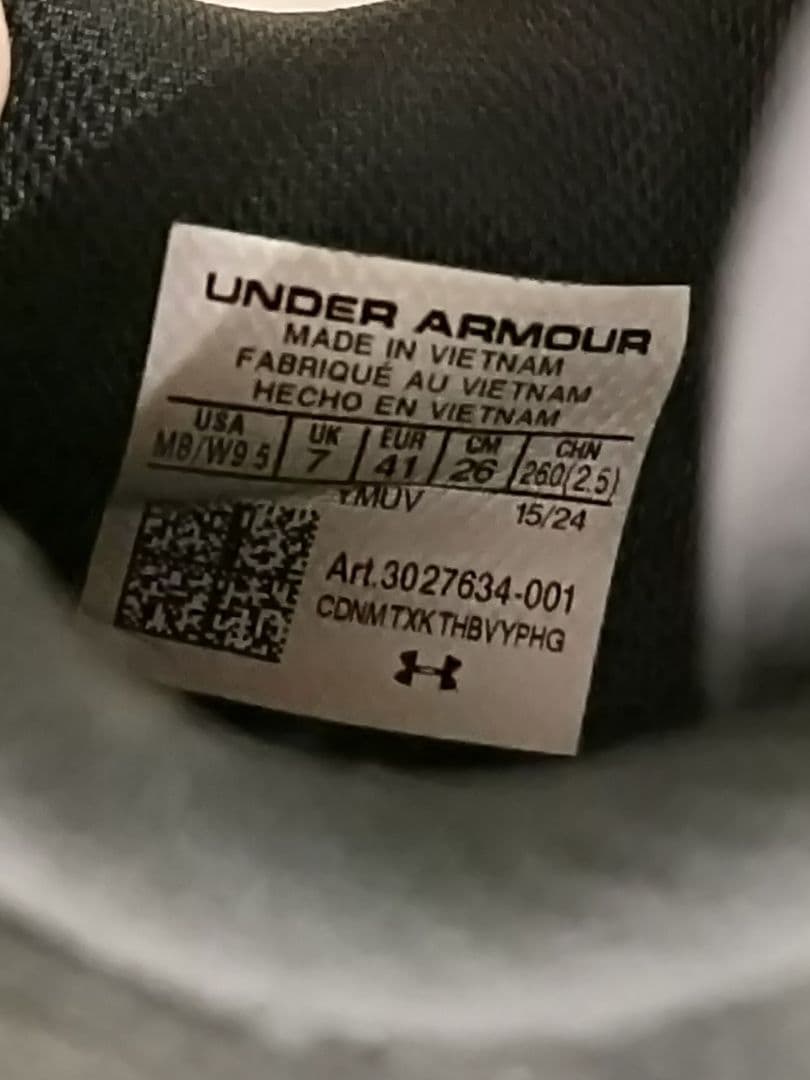 UNDER ARMOUR
MADE IN VIETNAM
FABRIQUÉ AU VIETNAM
HECHO EN VIETNAM
USA UK EUR CM CHN
M8/W9.5 7 41 26 260(2.5)
YMUV 15/24
Art.3027634-001
CDNMTXKTHBVYPHG